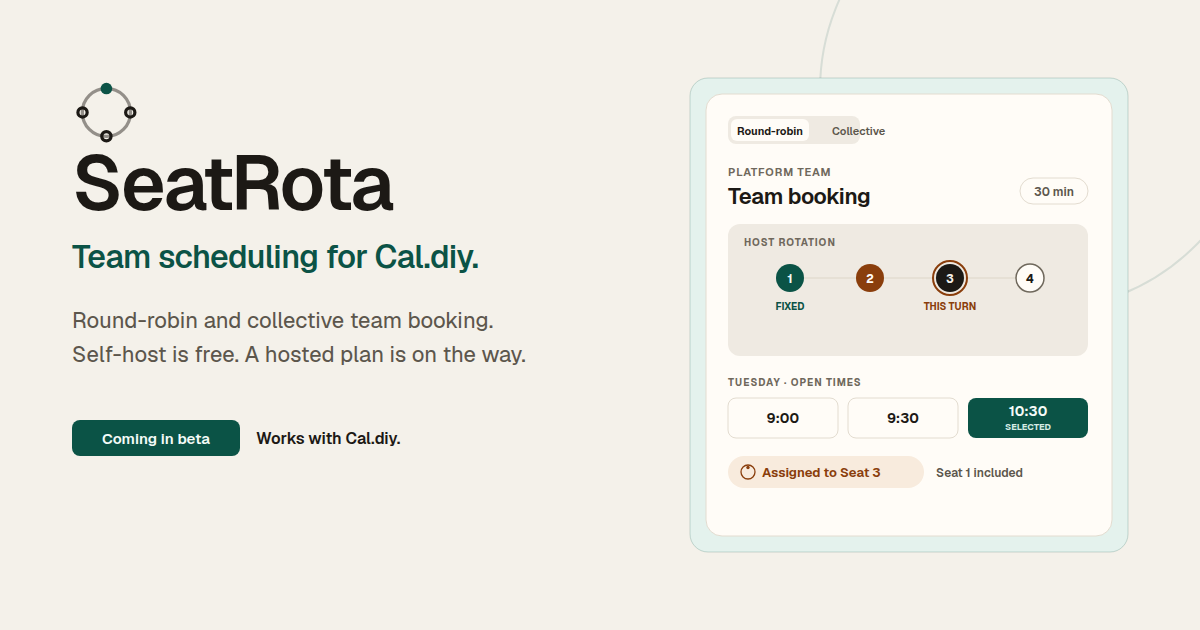 SeatRota
Team scheduling for Cal.diy.
Round-robin and collective team booking.
Self-host is free. A hosted plan is on the way.
Coming in beta
Works with Cal.diy.
Round-robin
Collective
PLATFORM TEAM
Team booking
30 min
HOST ROTATION
1
2
3
4
FIXED
THIS TURN
TUESDAY · OPEN TIMES
9:00
9:30
10:30
SELECTED
Assigned to Seat 3
Seat 1 included